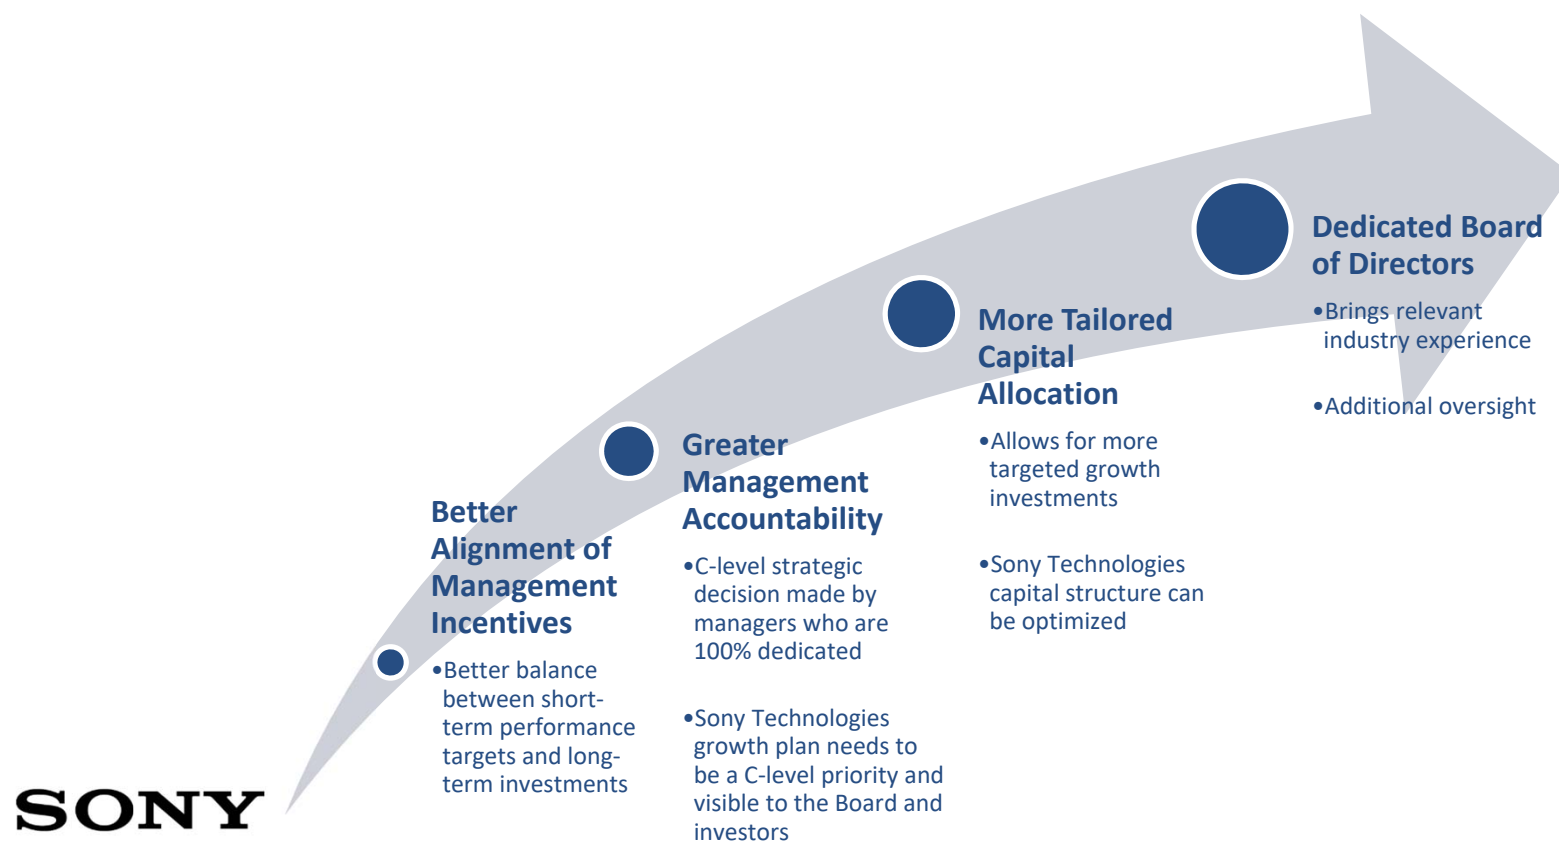 Dedicated Board
of Directors
•Brings relevant
industry experience
•Additional oversight
More Tailored
Capital
Allocation
•Allows for more
targeted growth
investments
•Sony Technologies
capital structure can
be optimized
Greater
Management
Accountability
•C-level strategic
decision made by
managers who are
100% dedicated
•Sony Technologies
growth plan needs to
be a C-level priority and
visible to the Board and
investors
Better
Alignment of
Management
Incentives
•Better balance
between short-
term performance
targets and long-
term investments
SONY